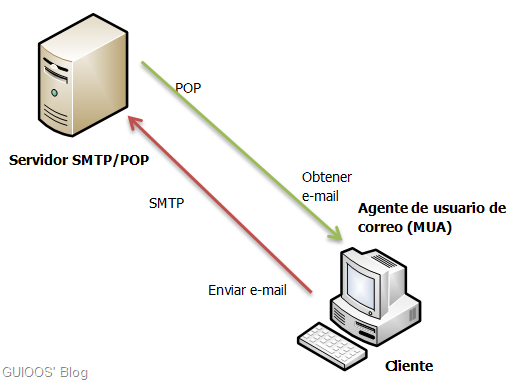 POP
Servidor SMTP/POP
Obtener
e-mail
SMTP
Agente de usuario de
correo (MUA)
Enviar e-mail
Cliente
GUIOOS' Blog